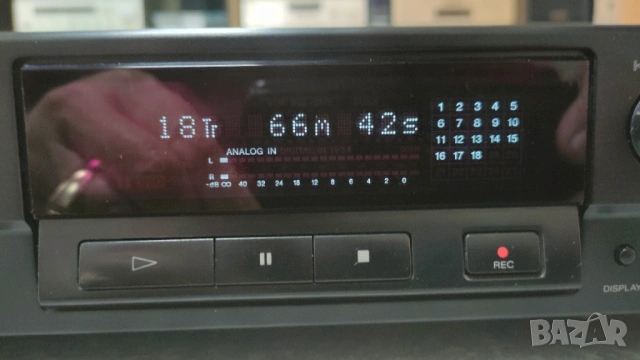 18Tr 66m 42s
ANALOG IN
L
R
-dB ∞ 40 32 24 18 12 8 6 4 2 0
1 2 3 4 5
6 7 8 9 10
11 12 13 14 15
16 17 18
REC
DISPLAY
BAZAR
.bg